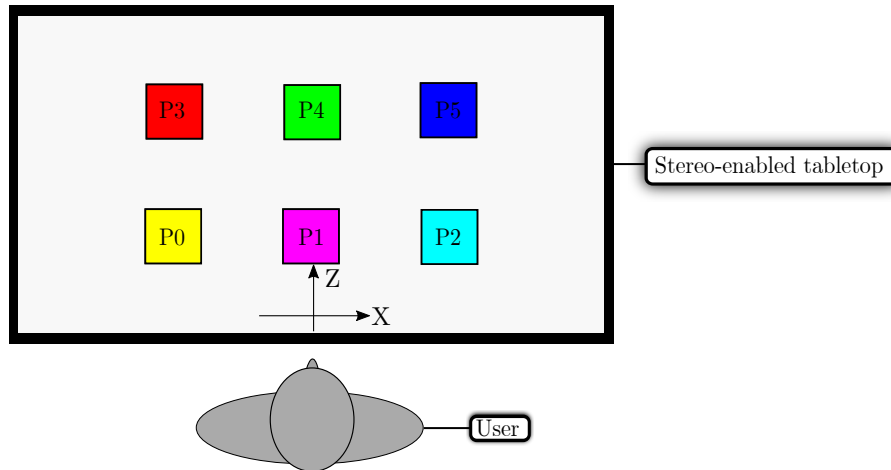 P3 P4 P5
Stereo-enabled tabletop
P0 P1 P2
Z
X
User